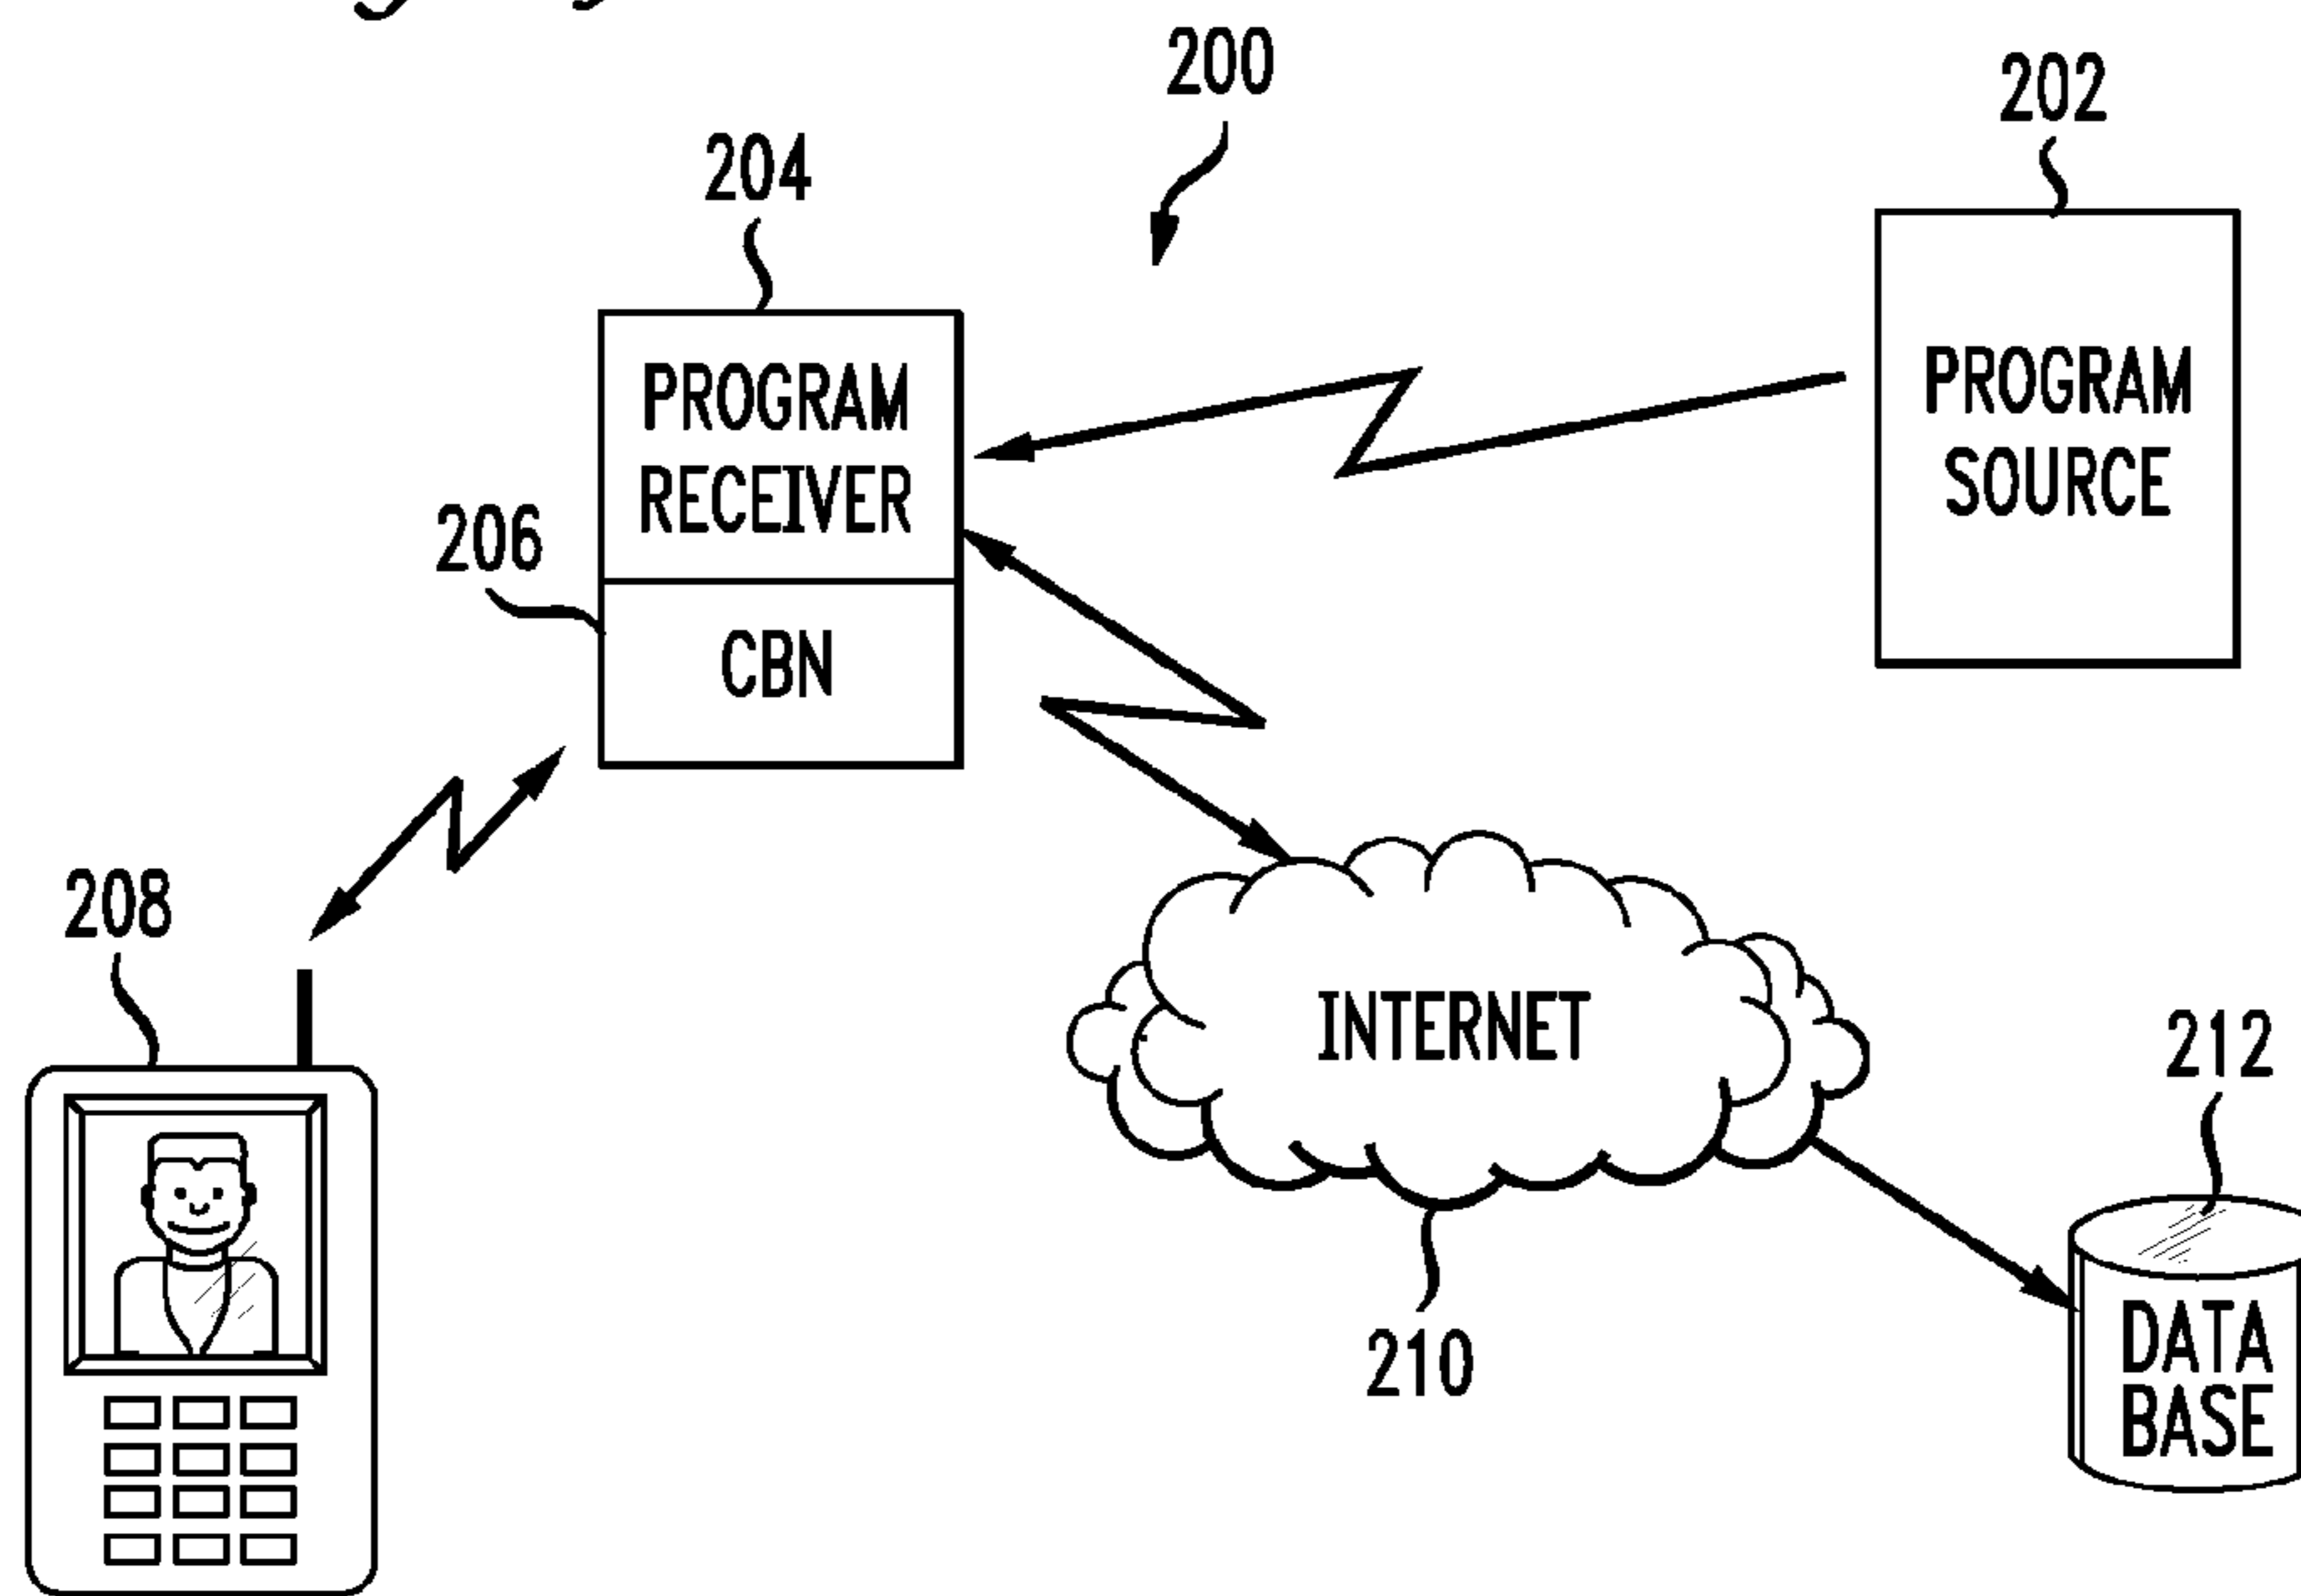 200
202
204
PROGRAM
RECEIVER
PROGRAM
SOURCE
206
CBN
208
INTERNET
212
210
DATA
BASE